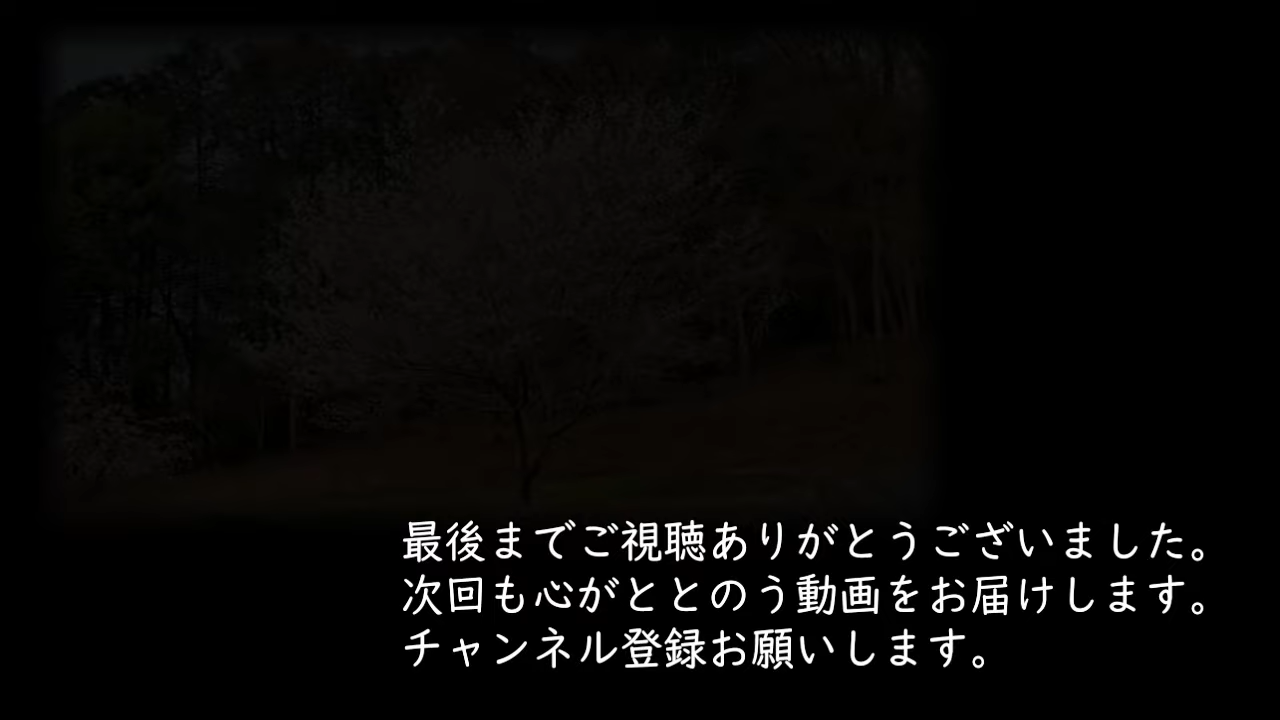 最後までご視聴ありがとうございました。
次回も心がととのう動画をお届けします。
チャンネル登録お願いします。